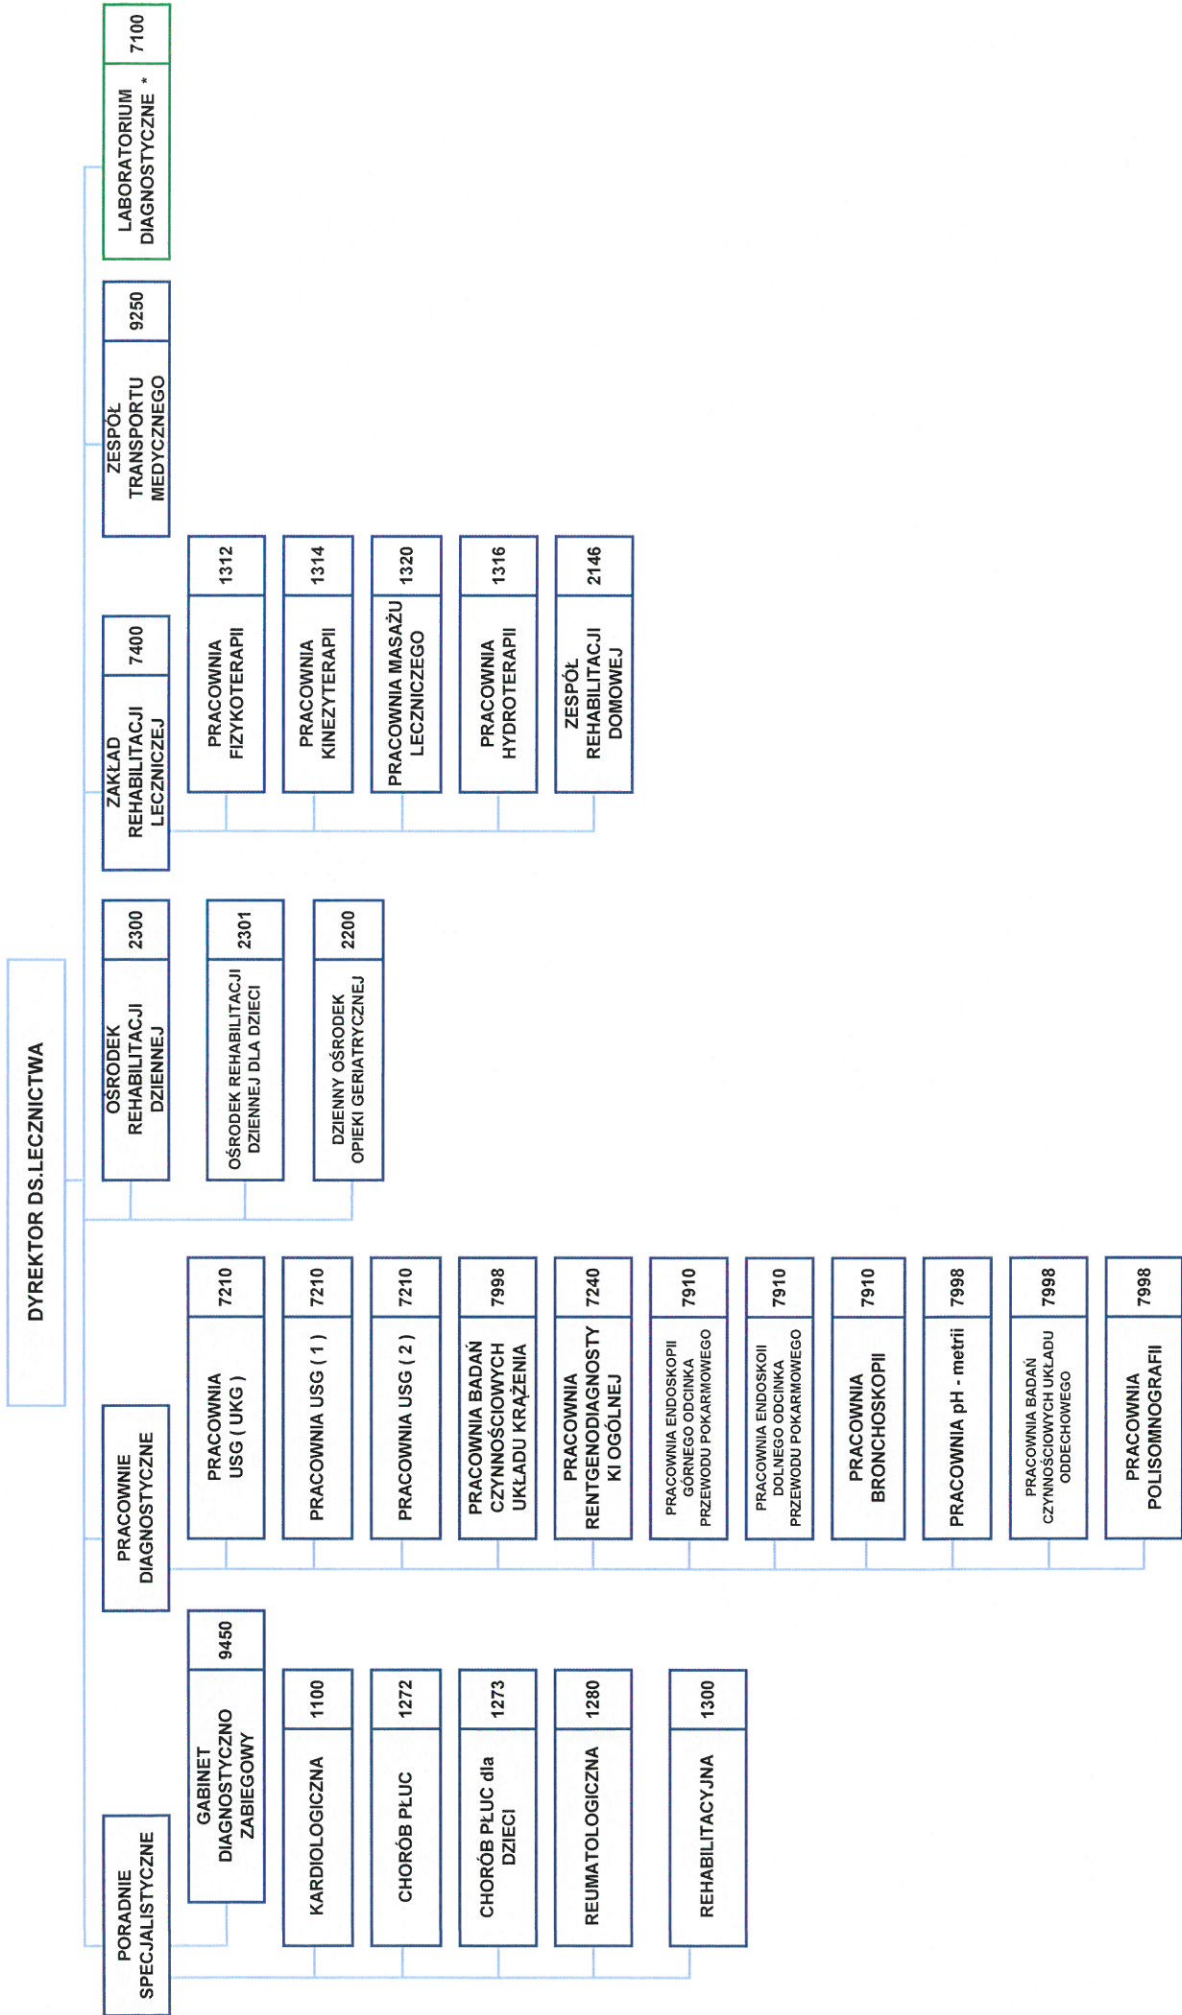 DYREKTOR DS.LECZNICTWA
PORADNIE
SPECJALISTYCZNE
GABINET
DIAGNOSTYCZNO
ZABIEGOWY
9450
KARDIOLOGICZNA
1100
CHORÓB PŁUC
1272
CHORÓB PŁUC dla
DZIECI
1273
REUMATOLOGICZNA
1280
REHABILITACYJNA
1300
PRACOWNIE
DIAGNOSTYCZNE
PRACOWNIA
USG ( UKG )
7210
PRACOWNIA USG ( 1 )
7210
PRACOWNIA USG ( 2 )
7210
PRACOWNIA BADAŃ
CZYNNOŚCIOWYCH
UKŁADU KRĄŻENIA
7998
PRACOWNIA
RENTGENODIAGNOSTY
KI OGÓLNEJ
7240
PRACOWNIA ENDOSKOPII
GÓRNEGO ODCINKA
PRZEWODU POKARMOWEGO
7910
PRACOWNIA ENDOSKOII
DOLNEGO ODCINKA
PRZEWODU POKARMOWEGO
7910
PRACOWNIA
BRONCHOSKOPII
7910
PRACOWNIA pH - metrii
7998
PRACOWNIA BADAŃ
CZYNNOŚCIOWYCH UKŁADU
ODDECHOWEGO
7998
PRACOWNIA
POLISOMNOGRAFII
7998
OŚRODEK
REHABILITACJI
DZIENNEJ
2300
OŚRODEK REHABILITACJI
DZIENNEJ DLA DZIECI
2301
DZIENNY OŚRODEK
OPIEKI GERIATRYCZNEJ
2200
ZAKŁAD
REHABILITACJI
LECZNICZEJ
7400
PRACOWNIA
FIZYKOTERAPII
1312
PRACOWNIA
KINEZYTERAPII
1314
PRACOWNIA MASAŻU
LECZNICZEGO
1320
PRACOWNIA
HYDROTERAPII
1316
ZESPÓŁ
REHABILITACJI
DOMOWEJ
2146
ZESPÓŁ
TRANSPORTU
MEDYCZNEGO
9250
LABORATORIUM
DIAGNOSTYCZNE *
7100